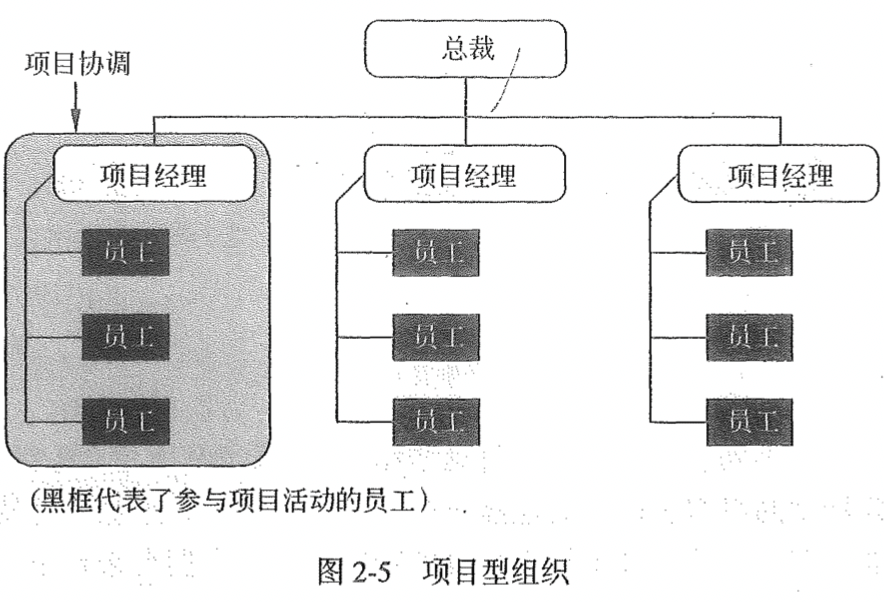 总裁
项目协调
项目经理 项目经理 项目经理
员工 员工 员工
员工 员工 员工
员工 员工 员工
(黑框代表了参与项目活动的员工)
图 2-5 项目型组织